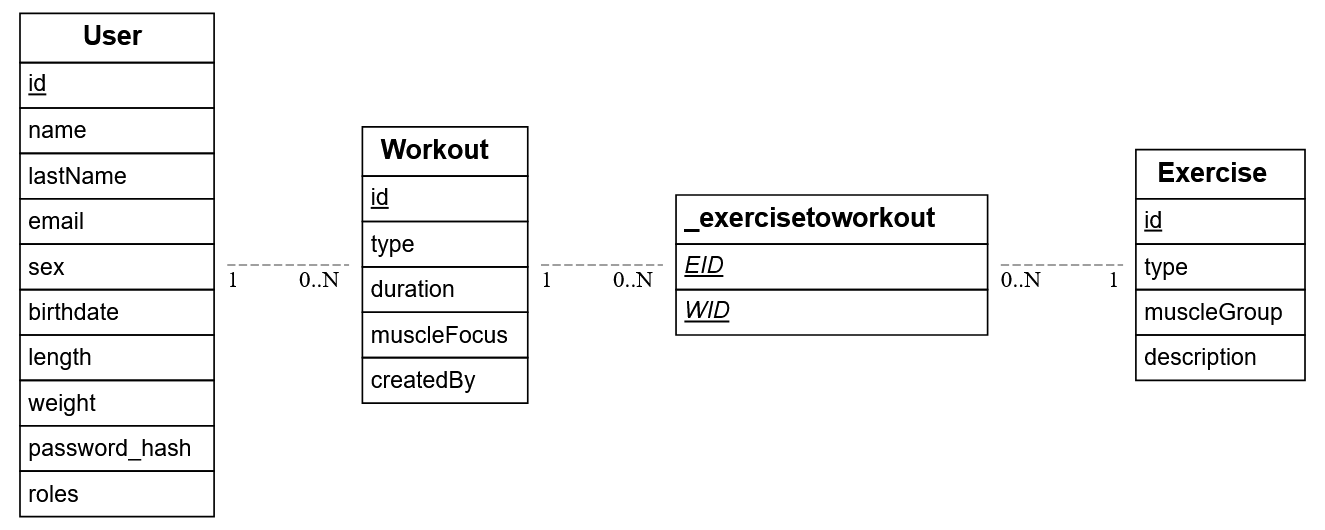 User
id
name
lastName
email
sex
birthdate
length
weight
password_hash
roles
1 0..N
Workout
id
type
duration
muscleFocus
createdBy
1 0..N
_exercisetoworkout
EID
WID
0..N 1
Exercise
id
type
muscleGroup
description